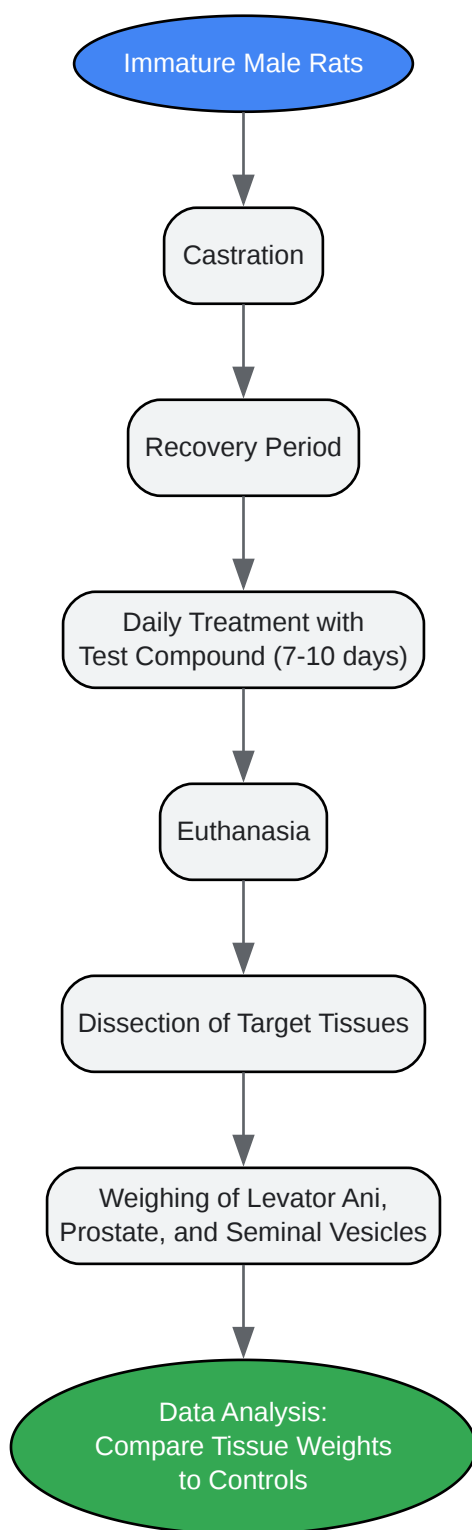 Immature Male Rats
Castration
Recovery Period
Daily Treatment with
Test Compound (7-10 days)
Euthanasia
Dissection of Target Tissues
Weighing of Levator Ani,
Prostate, and Seminal Vesicles
Data Analysis:
Compare Tissue Weights
to Controls